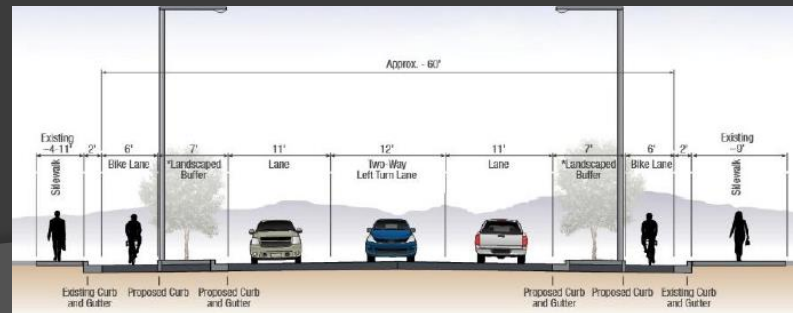 Approx. - 60'
Existing
~4-11'
2'
6'
7'
11'
12'
11'
7'
6'
2'
Existing
~9'
Sidewalk
Bike Lane
*Landscaped
Buffer
Lane
Two-Way
Left Turn Lane
Lane
*Landscaped
Buffer
Bike Lane
Sidewalk
Existing Curb
and Gutter
Proposed Curb
Proposed Curb
and Gutter
Proposed Curb
and Gutter
Proposed Curb
Existing Curb
and Gutter